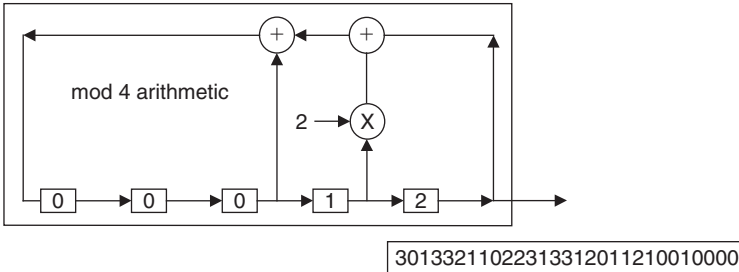 + +
mod 4 arithmetic
2 X
0 0 0 1 2
30133211022313312011210010000